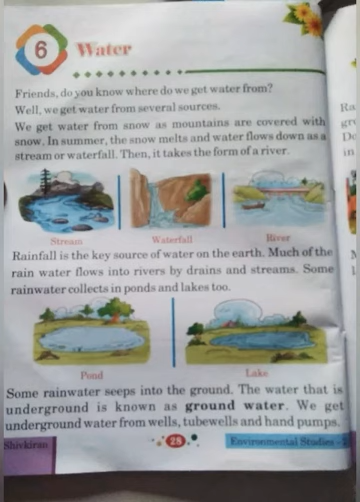 6
Water
Friends, do you know where do we get water from?
Well, we get water from several sources.
We get water from snow as mountains are covered with
snow. In summer, the snow melts and water flows down as a
stream or waterfall. Then, it takes the form of a river.
Stream
Waterfall
River
Rainfall is the key source of water on the earth. Much of the
rain water flows into rivers by drains and streams. Some
rainwater collects in ponds and lakes too.
Pond
Lake
Some rainwater seeps into the ground. The water that is
underground is known as ground water. We get
underground water from wells, tubewells and hand pumps.
Shivkiran
28
Environmental Studies -
Ra
gr
D
in